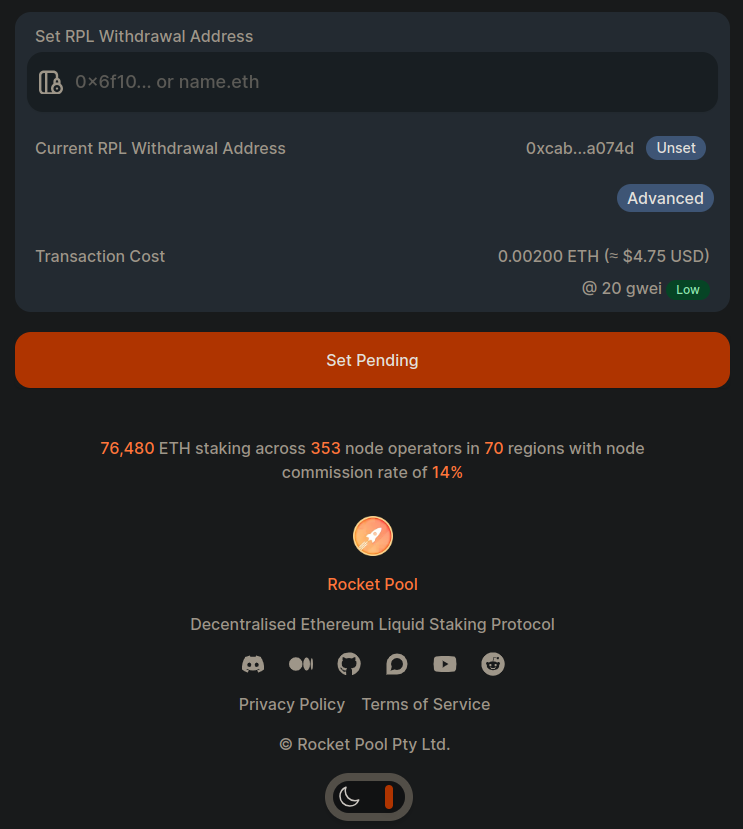 Set RPL Withdrawal Address
0×6f10... or name.eth
Current RPL Withdrawal Address 0xcab...a074d Unset
Advanced
Transaction Cost 0.00200 ETH (≈ $4.75 USD)
@ 20 gwei Low
Set Pending
76,480 ETH staking across 353 node operators in 70 regions with node
commission rate of 14%
Rocket Pool
Decentralised Ethereum Liquid Staking Protocol
Privacy Policy Terms of Service
© Rocket Pool Pty Ltd.